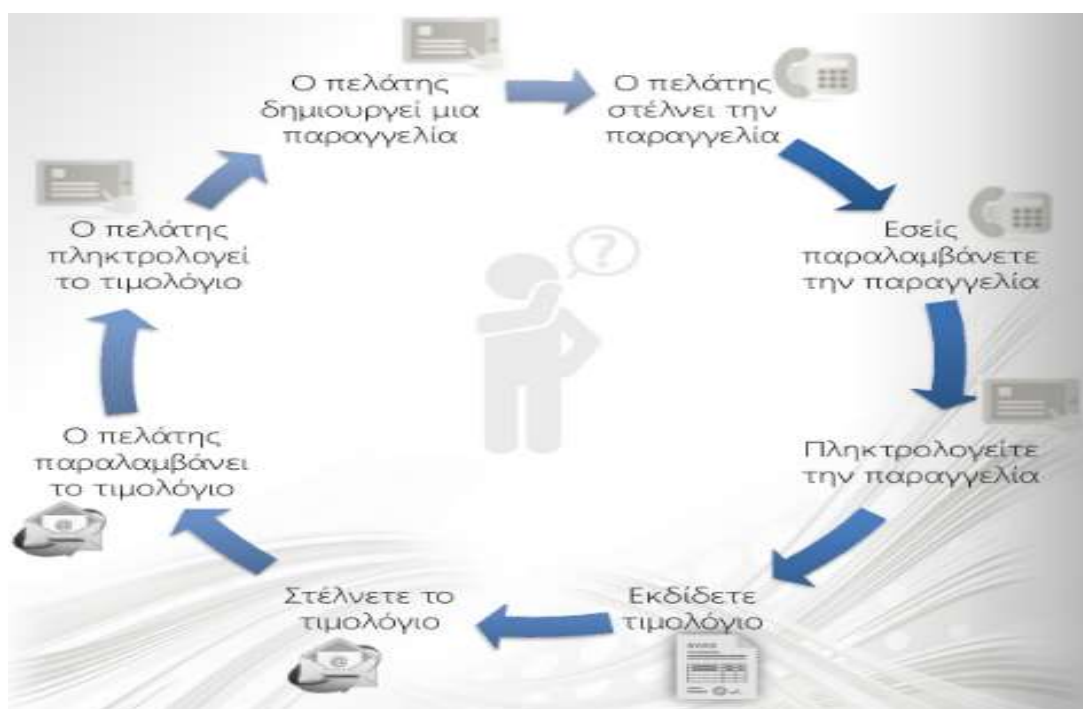 Ο πελάτης
δημιουργεί μια
παραγγελία
Ο πελάτης
στέλνει την
παραγγελία
Εσείς
παραλαμβάνετε
την παραγγελία
Πληκτρολογείτε
την παραγγελία
Εκδίδετε
τιμολόγιο
Στέλνετε το
τιμολόγιο
Ο πελάτης
παραλαμβάνει
το τιμολόγιο
Ο πελάτης
πληκτρολογεί
το τιμολόγιο
?
@
@